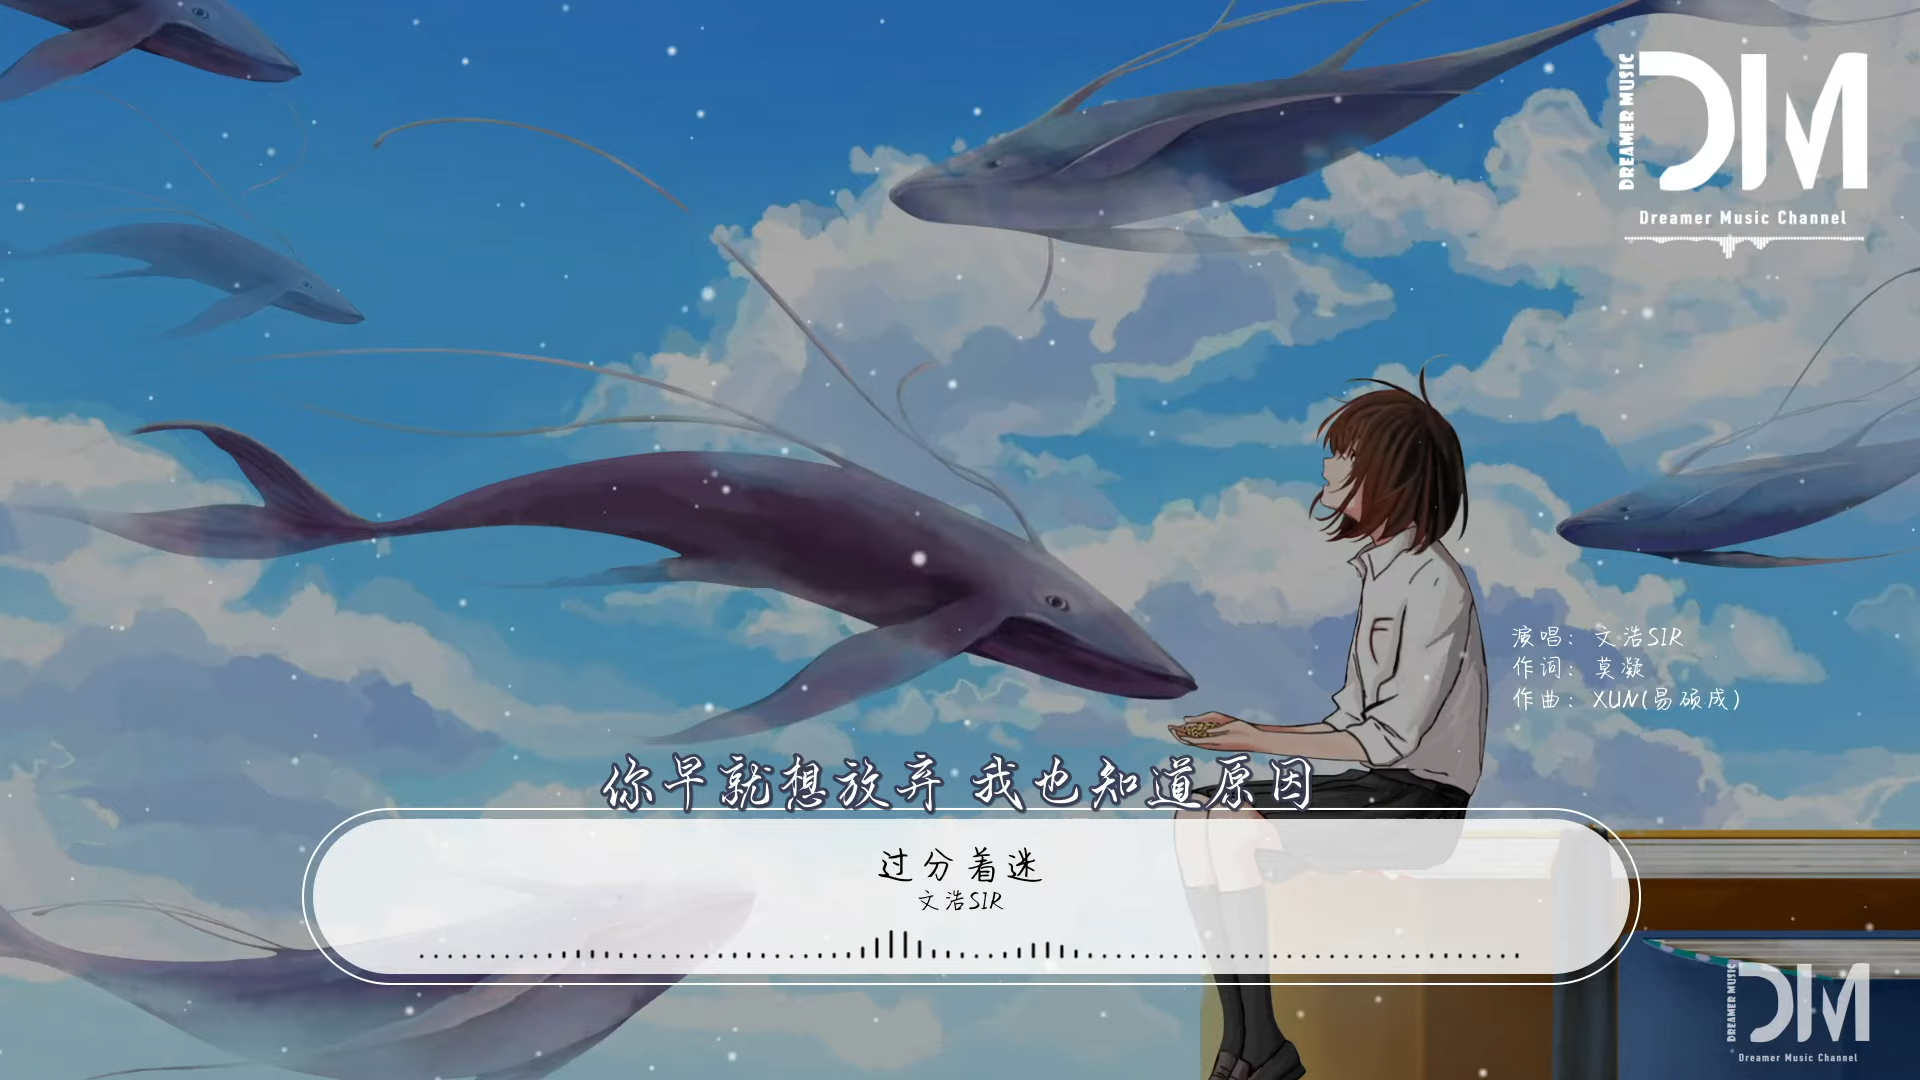 DREAMER MUSIC
DM
Dreamer Music Channel
演唱：文浩SIR
作词：莫凝
作曲：XUN(易硕成)
你早就想放弃 我也知道原因
过分着迷
文浩SIR
DREAMER MUSIC
DM
Dreamer Music Channel